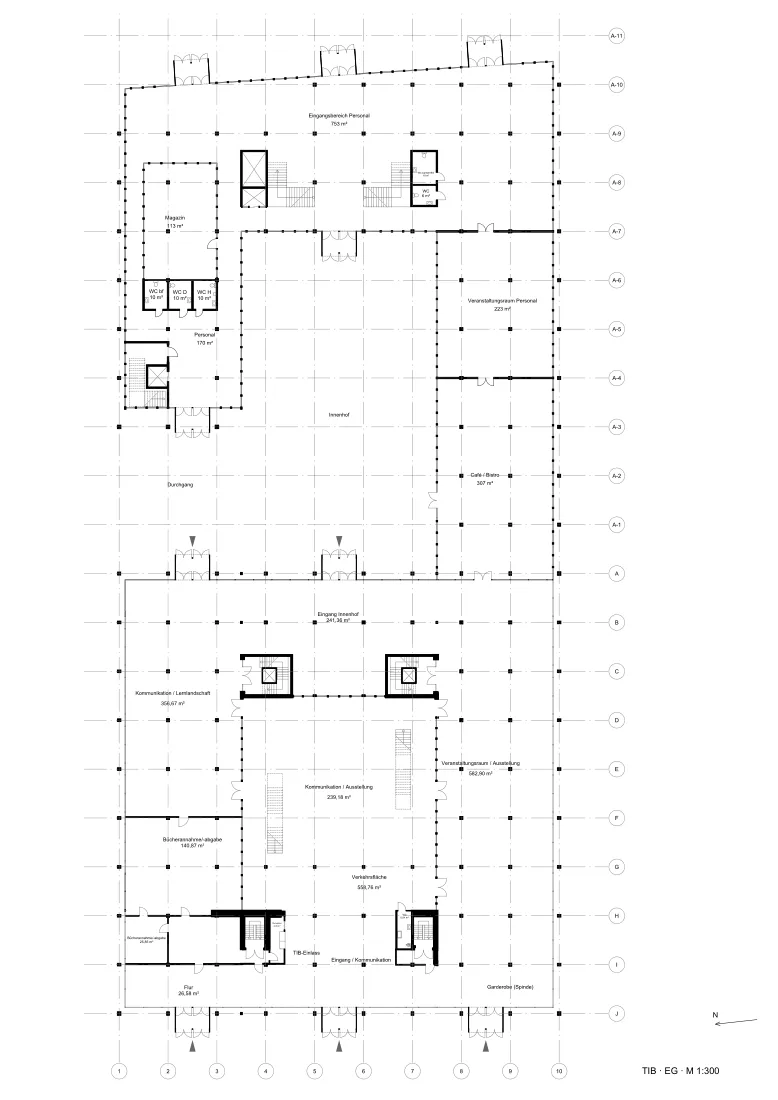 A-11
A-10
Eingangsbereich Personal
753 m²
A-9
WC
6 m²
A-8
Magazin
113 m²
A-7
WC bf
10 m²
WC D
10 m²
WC H
10 m²
A-6
Veranstaltungsraum Personal
223 m²
Personal
170 m²
A-5
A-4
Innenhof
A-3
Café / Bistro
307 m²
Durchgang
A-2
A-1
A
Eingang Innenhof
241,36 m²
B
C
Kommunikation / Lernlandschaft
356,67 m²
D
Veranstaltungsraum / Ausstellung
582,90 m²
E
Kommunikation / Ausstellung
239,18 m²
F
Bücherannahme/-abgabe
140,87 m²
G
Verkehrsfläche
558,76 m²
H
Bücherannahme/-abgabe
TIB-Einlass
Eingang / Kommunikation
I
Flur
26,58 m²
Garderobe (Spinde)
J
N
1
2
3
4
5
6
7
8
9
10
TIB · EG · M 1:300